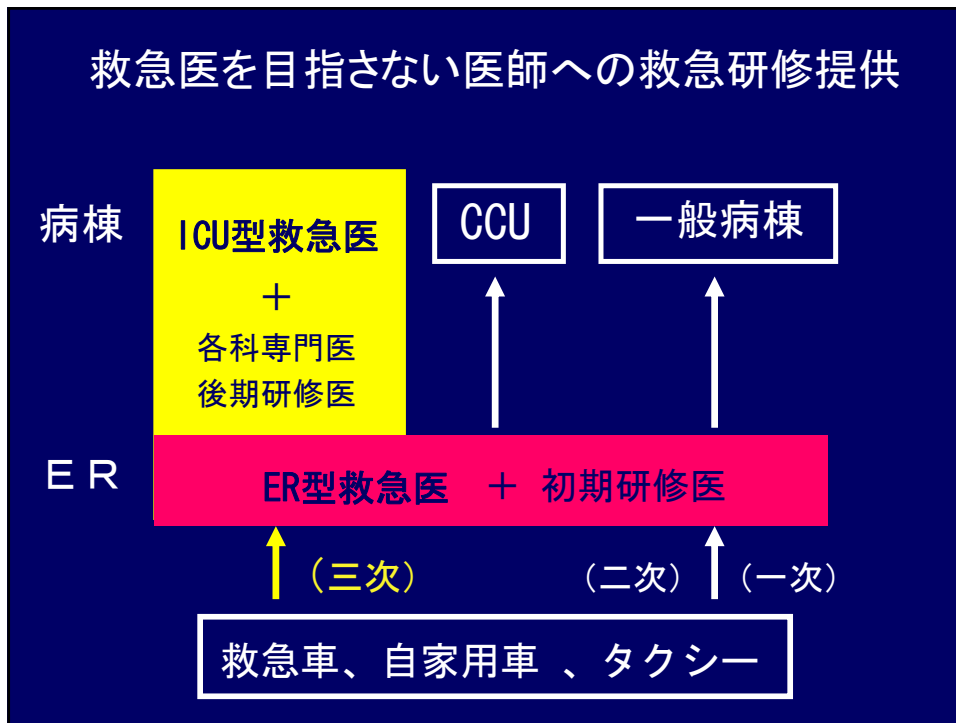 救急医を目指さない医師への救急研修提供
病棟
ICU型救急医
＋
各科専門医
後期研修医
CCU
一般病棟
ＥＲ
ER型救急医 ＋ 初期研修医
（三次）
（二次）
（一次）
救急車、自家用車 、タクシー